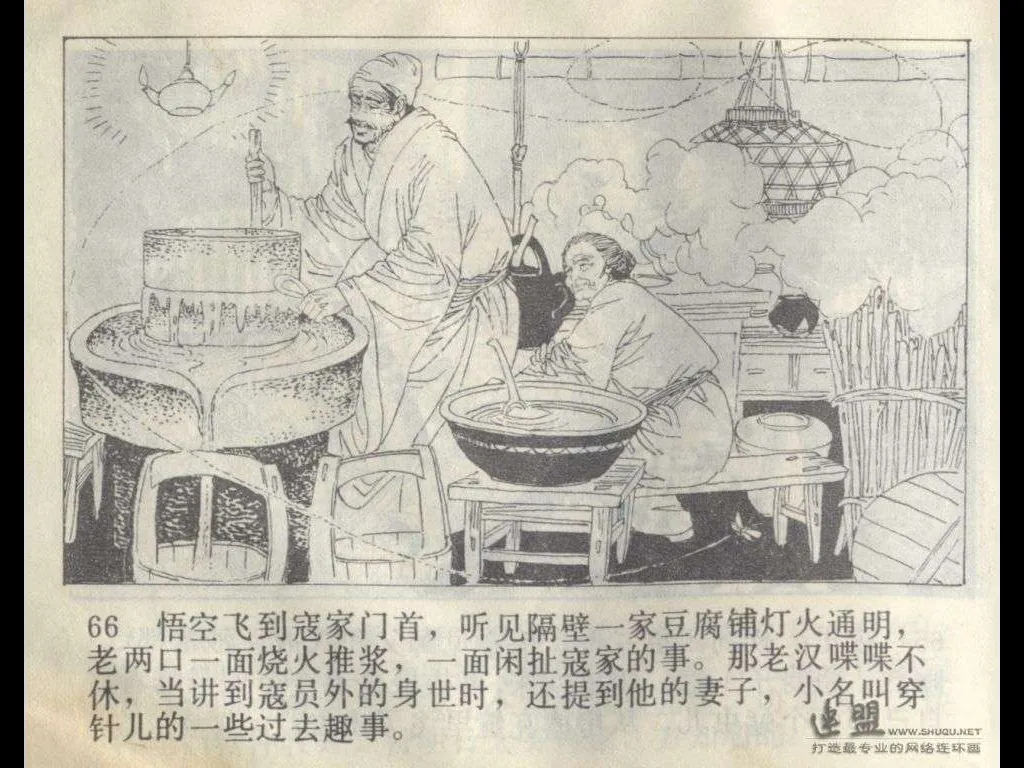 66 悟空飞到寇家门首，听见隔壁一家豆腐铺灯火通明，
老两口一面烧火推浆，一面闲扯寇家的事。那老汉喋喋不
休，当讲到寇员外的身世时，还提到他的妻子，小名叫穿
针儿的一些过去趣事。
连盟 WWW.SHUQU.NET
打造最专业的网络连环画